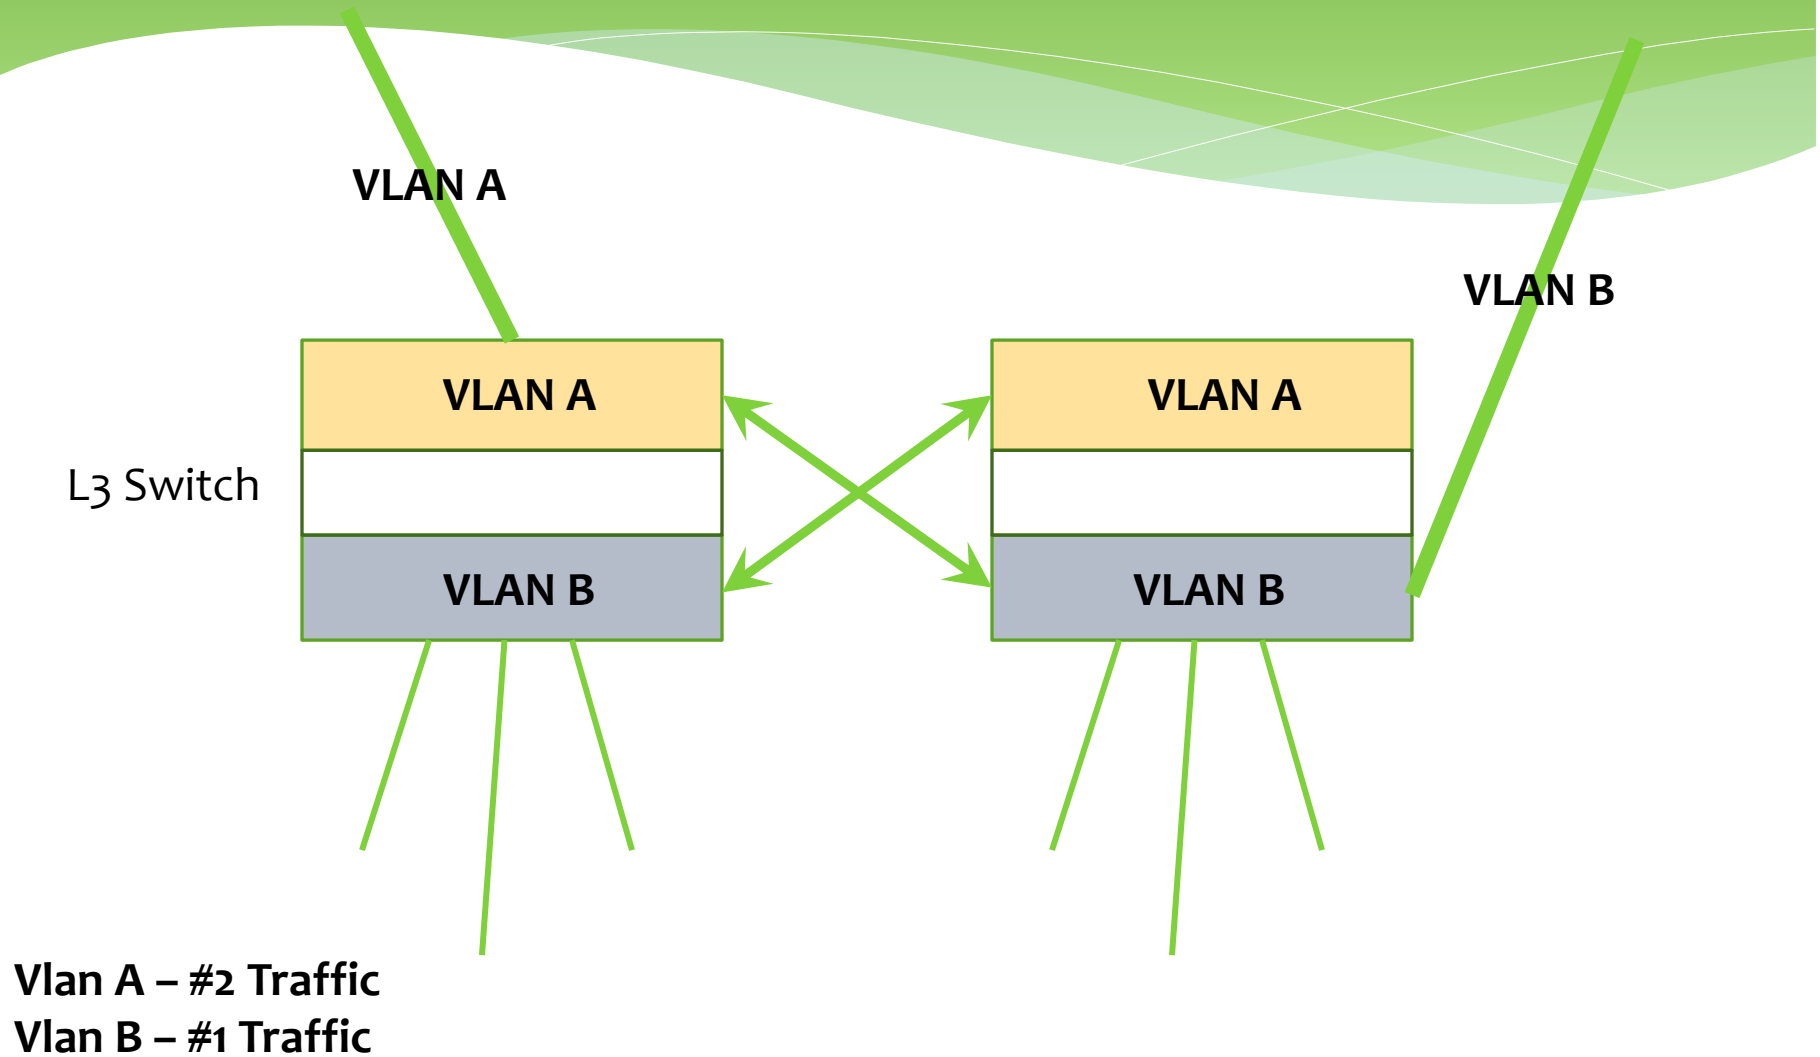 VLAN A
VLAN B
VLAN A
VLAN A
L3 Switch
VLAN B
VLAN B
Vlan A – #2 Traffic
Vlan B – #1 Traffic